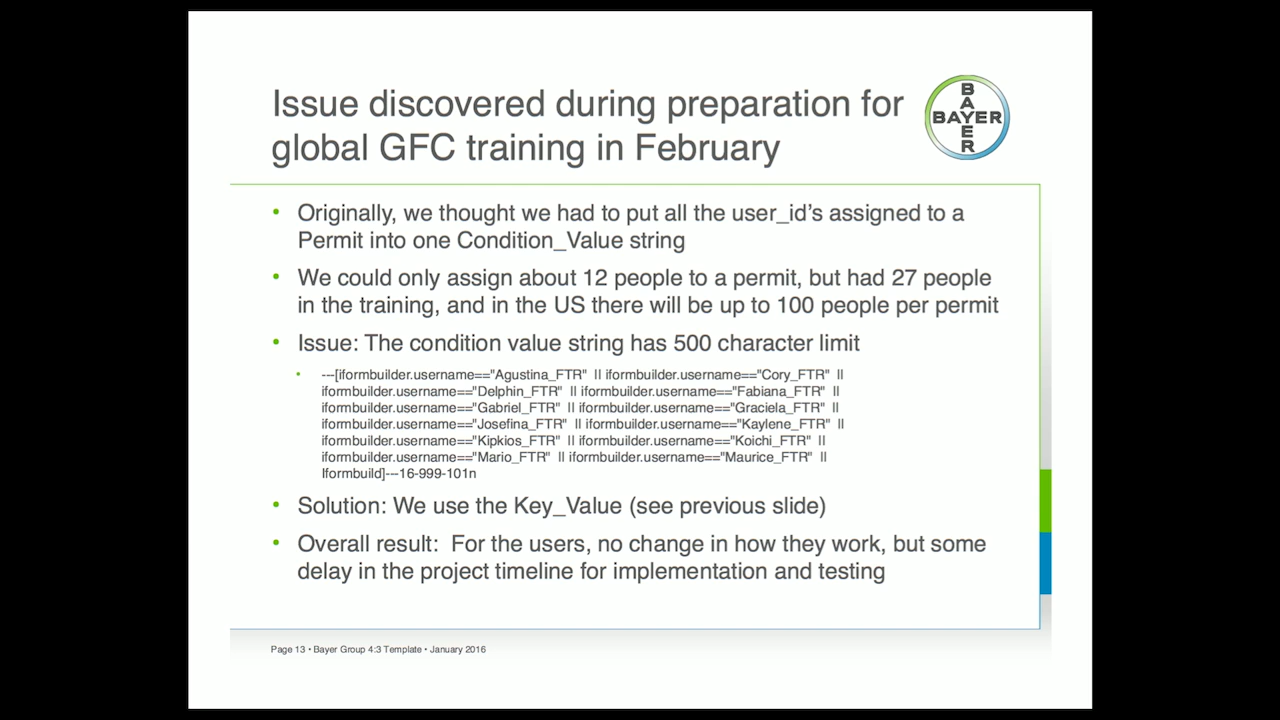 Issue discovered during preparation for
global GFC training in February
BAYER
BAYER
• Originally, we thought we had to put all the user_id’s assigned to a
Permit into one Condition_Value string
• We could only assign about 12 people to a permit, but had 27 people
in the training, and in the US there will be up to 100 people per permit
• Issue: The condition value string has 500 character limit
• ---[iformbuilder.username=="Agustina_FTR" || iformbuilder.username=="Cory_FTR" ||
iformbuilder.username=="Delphin_FTR" || iformbuilder.username=="Fabiana_FTR" ||
iformbuilder.username=="Gabriel_FTR" || iformbuilder.username=="Graciela_FTR" ||
iformbuilder.username=="Josefina_FTR" || iformbuilder.username=="Kaylene_FTR" ||
iformbuilder.username=="Kipkios_FTR" || iformbuilder.username=="Koichi_FTR" ||
iformbuilder.username=="Mario_FTR" || iformbuilder.username=="Maurice_FTR" ||
Iformbuild]---16-999-101n
• Solution: We use the Key_Value (see previous slide)
• Overall result: For the users, no change in how they work, but some
delay in the project timeline for implementation and testing
Page 13 • Bayer Group 4:3 Template • January 2016